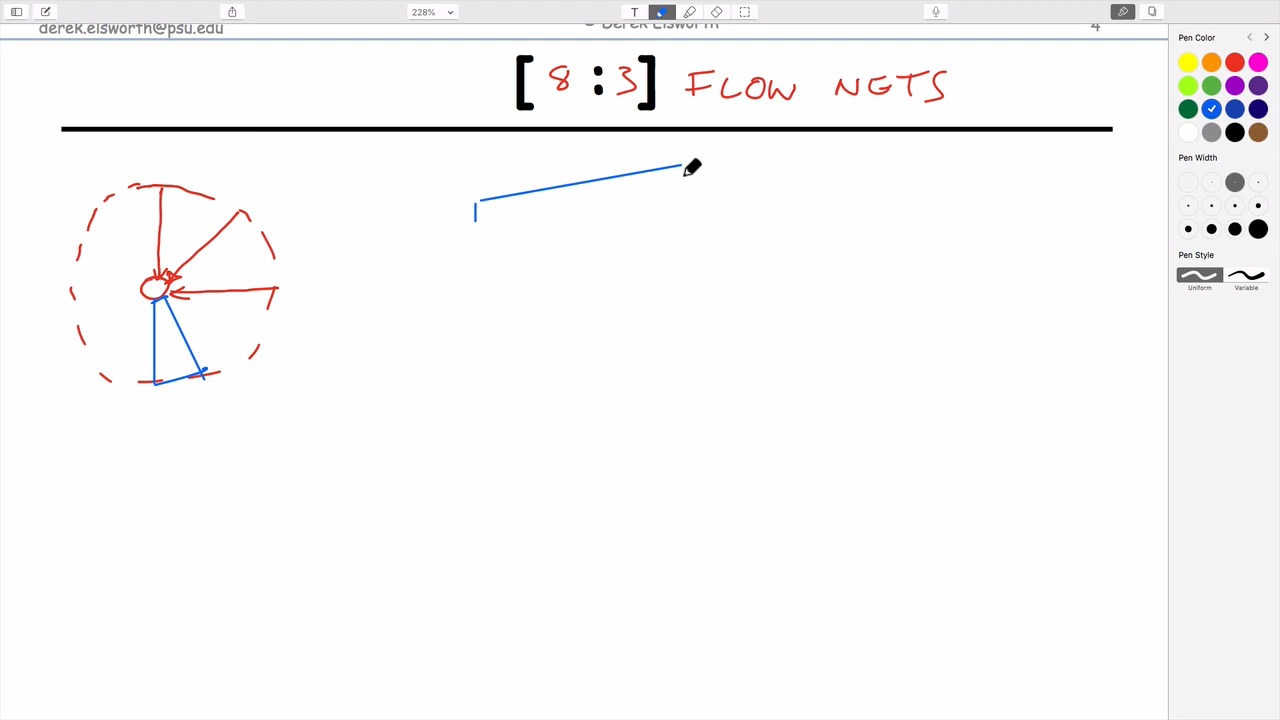 228%
T
derek.elsworth@psu.edu
© Derek Elsworth
4
[8:3] FLOW NETS
Pen Color
Pen Width
Pen Style
Uniform
Variable